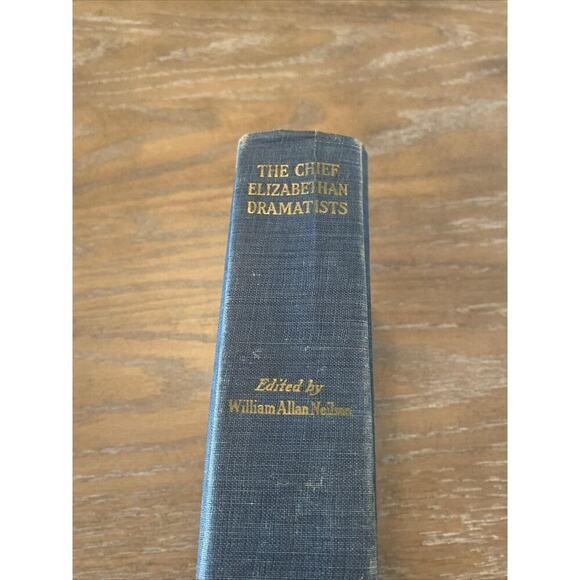 THE CHIEF
ELIZABETHAN
DRAMATISTS
Edited by
William Allan Neilson